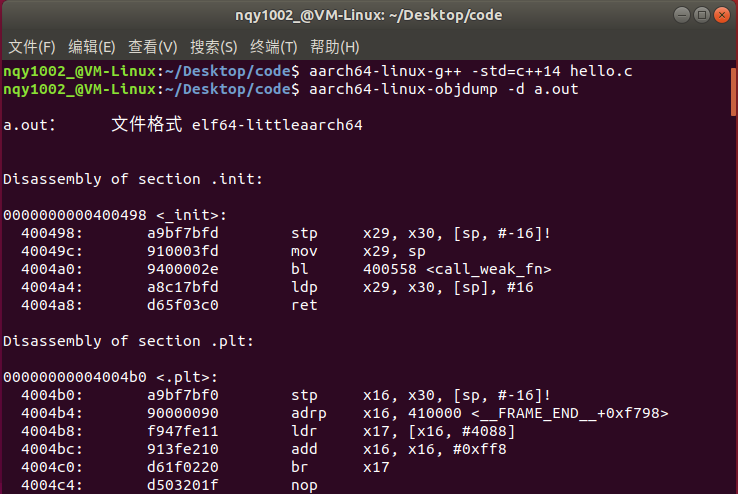 nqy1002_@VM-Linux: ~/Desktop/code
文件(F) 编辑(E) 查看(V) 搜索(S) 终端(T) 帮助(H)
nqy1002_@VM-Linux:~/Desktop/code$ aarch64-linux-g++ -std=c++14 hello.c
nqy1002_@VM-Linux:~/Desktop/code$ aarch64-linux-objdump -d a.out
a.out： 文件格式 elf64-littleaarch64
Disassembly of section .init:
0000000000400498 <_init>:
400498: a9bf7bfd stp x29, x30, [sp, #-16]!
40049c: 910003fd mov x29, sp
4004a0: 9400002e bl 400558 <call_weak_fn>
4004a4: a8c17bfd ldp x29, x30, [sp], #16
4004a8: d65f03c0 ret
Disassembly of section .plt:
00000000004004b0 <.plt>:
4004b0: a9bf7bf0 stp x16, x30, [sp, #-16]!
4004b4: 90000090 adrp x16, 410000 <__FRAME_END__+0xf798>
4004b8: f947fe11 ldr x17, [x16, #4088]
4004bc: 913fe210 add x16, x16, #0xff8
4004c0: d61f0220 br x17
4004c4: d503201f nop